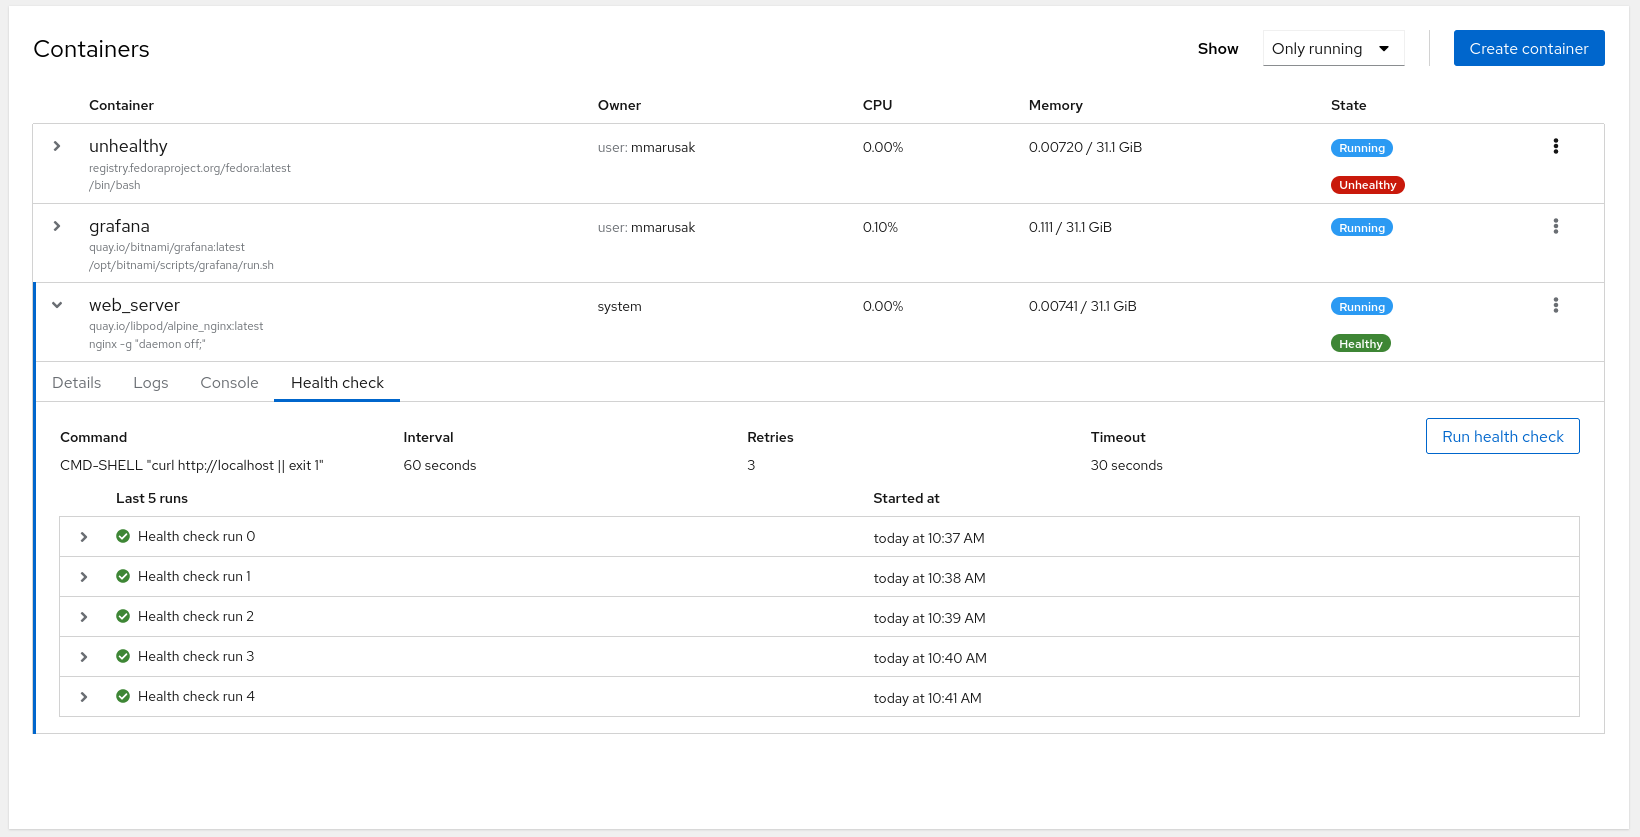 Containers
Show Only running Create container
Container Owner CPU Memory State
unhealthy user: mmarusak 0.00% 0.00720 / 31.1 GiB Running
registry.fedoraproject.org/fedora:latest
/bin/bash Unhealthy
grafana user: mmarusak 0.10% 0.111 / 31.1 GiB Running
quay.io/bitnami/grafana:latest
/opt/bitnami/scripts/grafana/run.sh
web_server system 0.00% 0.00741 / 31.1 GiB Running
quay.io/libpod/alpine_nginx:latest
nginx -g "daemon off;" Healthy
Details Logs Console Health check
Command Interval Retries Timeout Run health check
CMD-SHELL "curl http://localhost || exit 1" 60 seconds 3 30 seconds
Last 5 runs Started at
Health check run 0 today at 10:37 AM
Health check run 1 today at 10:38 AM
Health check run 2 today at 10:39 AM
Health check run 3 today at 10:40 AM
Health check run 4 today at 10:41 AM